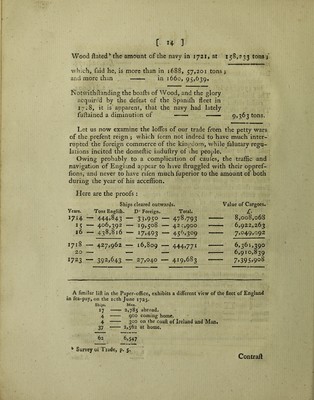 [ 24 ]
Wood stated * the amount of the navy in 1721, at 158,233 tons;
which, said he, is more than in 1688, 57,201 tons;
and more than —— in 1660, 95,639.
Notwithstanding the boasts of Wood, and the glory
acquired by the defeat of the Spanish fleet in
1718, it is apparent, that the navy had lately
sustained a diminution of —— —— 9,363 tons.
Let us now examine the losses of our trade from the petty wars
of the present reign; which seem not indeed to have much inter-
rupted the foreign commerce of the kingdom, while salutary regu-
lations incited the domestic industry of the people.
Owing probably to a complication of causes, the traffic and
navigation of England appear to have struggled with their oppres-
sions, and never to have risen much superior to the amount of both
during the year of his accession.
Here are the proofs:
Ships cleared outwards. Value of Cargoes.
Years. Tons English. Do Foreign. Total. £.
1714 — 444,843 — 33,950 — 478,793 — 8,008,068
15 — 406,392 — 19,508 — 425,900 — 6,922,263
16 — 438,816 — 17,493 — 456,309 — 7,049,992
1718 — 427,962 — 16,809 — 444,771 — 6,361,390
20 — 6,910,839
1723 — 392,643 — 27,040 — 419,683 — 7,395,908
A similar list in the Paper-office, exhibits a different view of the fleet of England
in sea-pay, on the 20th June 1723.
Ships. Men.
17 — 2,785 abroad.
4 — 900 coming home.
4 — 300 on the coast of Ireland and Man.
37 — 2,562 at home.
62 6,547
* Survey of Trade, p. 5.
Contrast